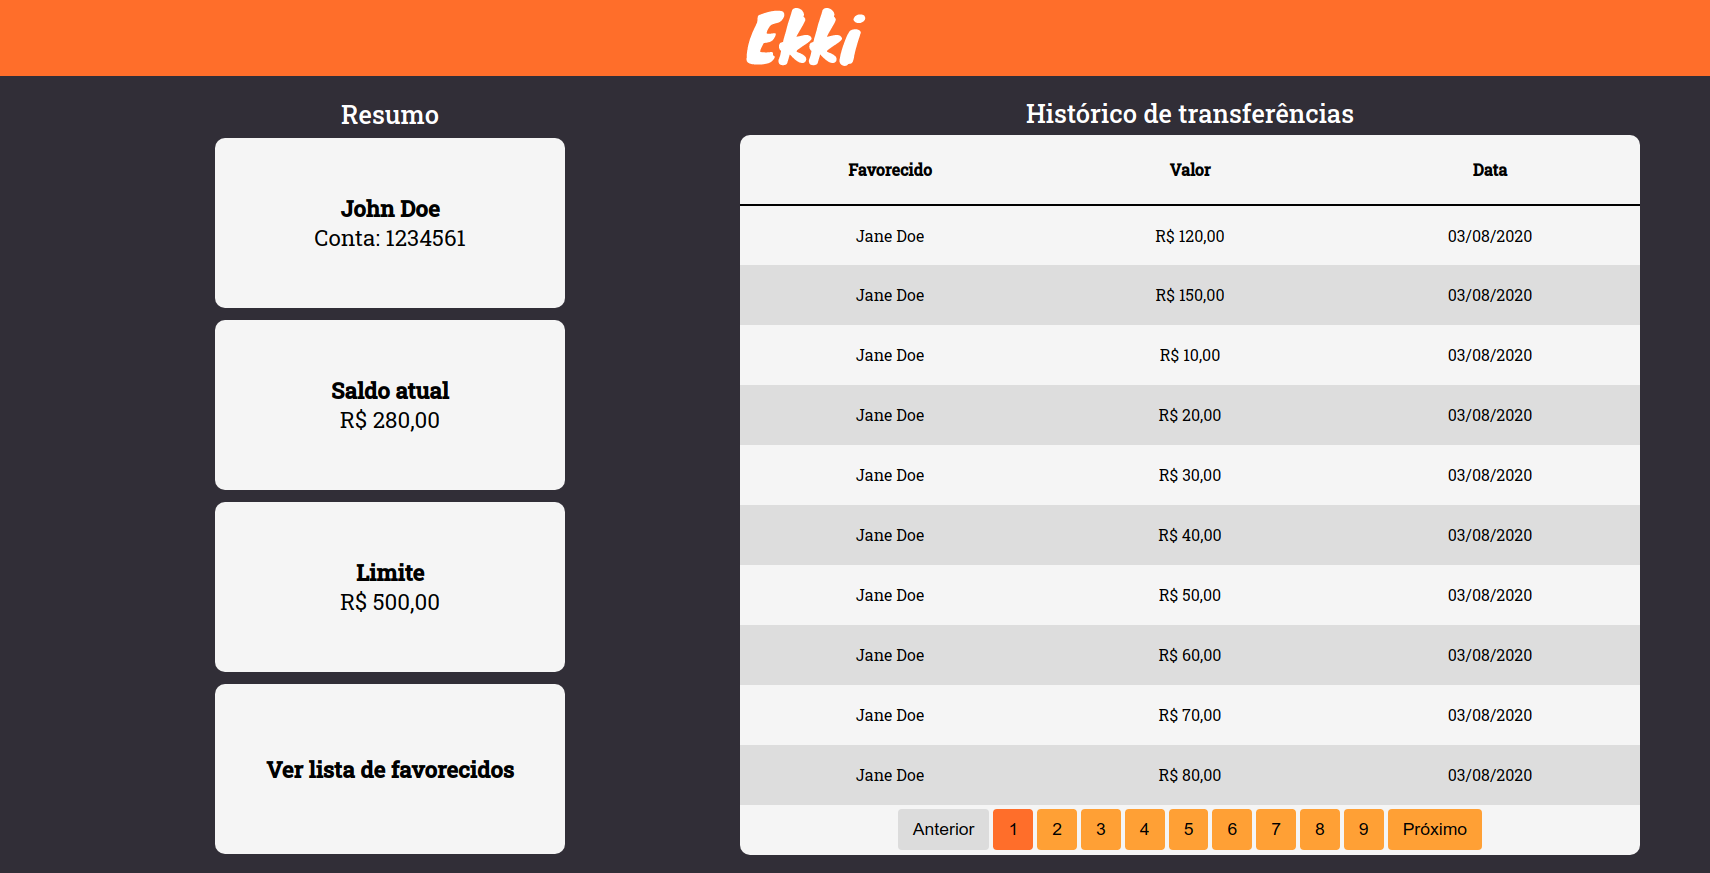 Ekki
Resumo
John Doe
Conta: 1234561
Saldo atual
R$ 280,00
Limite
R$ 500,00
Ver lista de favorecidos
Histórico de transferências
Favorecido Valor Data
Jane Doe R$ 120,00 03/08/2020
Jane Doe R$ 150,00 03/08/2020
Jane Doe R$ 10,00 03/08/2020
Jane Doe R$ 20,00 03/08/2020
Jane Doe R$ 30,00 03/08/2020
Jane Doe R$ 40,00 03/08/2020
Jane Doe R$ 50,00 03/08/2020
Jane Doe R$ 60,00 03/08/2020
Jane Doe R$ 70,00 03/08/2020
Jane Doe R$ 80,00 03/08/2020
Anterior 1 2 3 4 5 6 7 8 9 Próximo